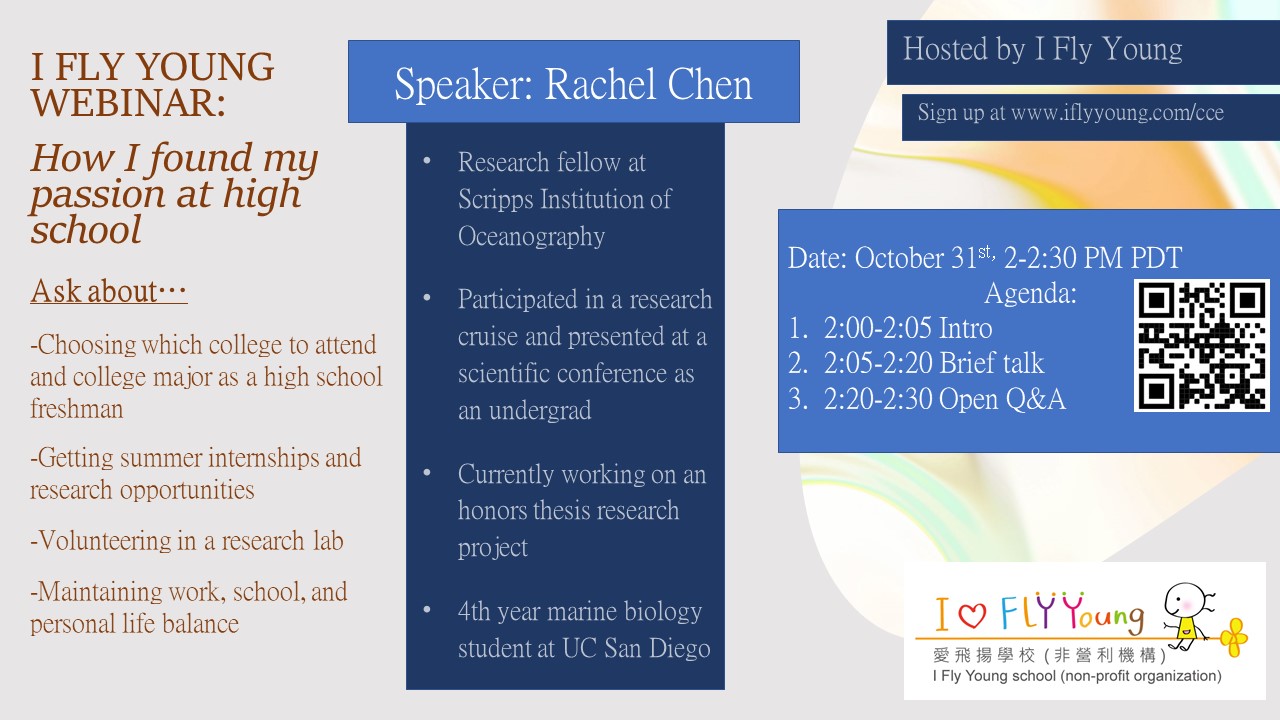 I FLY YOUNG
WEBINAR:
How I found my
passion at high
school
Ask about…
-Choosing which college to attend
and college major as a high school
freshman
-Getting summer internships and
research opportunities
-Volunteering in a research lab
-Maintaining work, school, and
personal life balance
Speaker: Rachel Chen
• Research fellow at
Scripps Institution of
Oceanography
• Participated in a research
cruise and presented at a
scientific conference as
an undergrad
• Currently working on an
honors thesis research
project
• 4th year marine biology
student at UC San Diego
Hosted by I Fly Young
Sign up at www.iflyyoung.com/cce
Date: October 31st, 2-2:30 PM PDT
Agenda:
1. 2:00-2:05 Intro
2. 2:05-2:20 Brief talk
3. 2:20-2:30 Open Q&A
I ♡ FLYYoung
愛飛揚學校 (非營利機構)
I Fly Young school (non-profit organization)